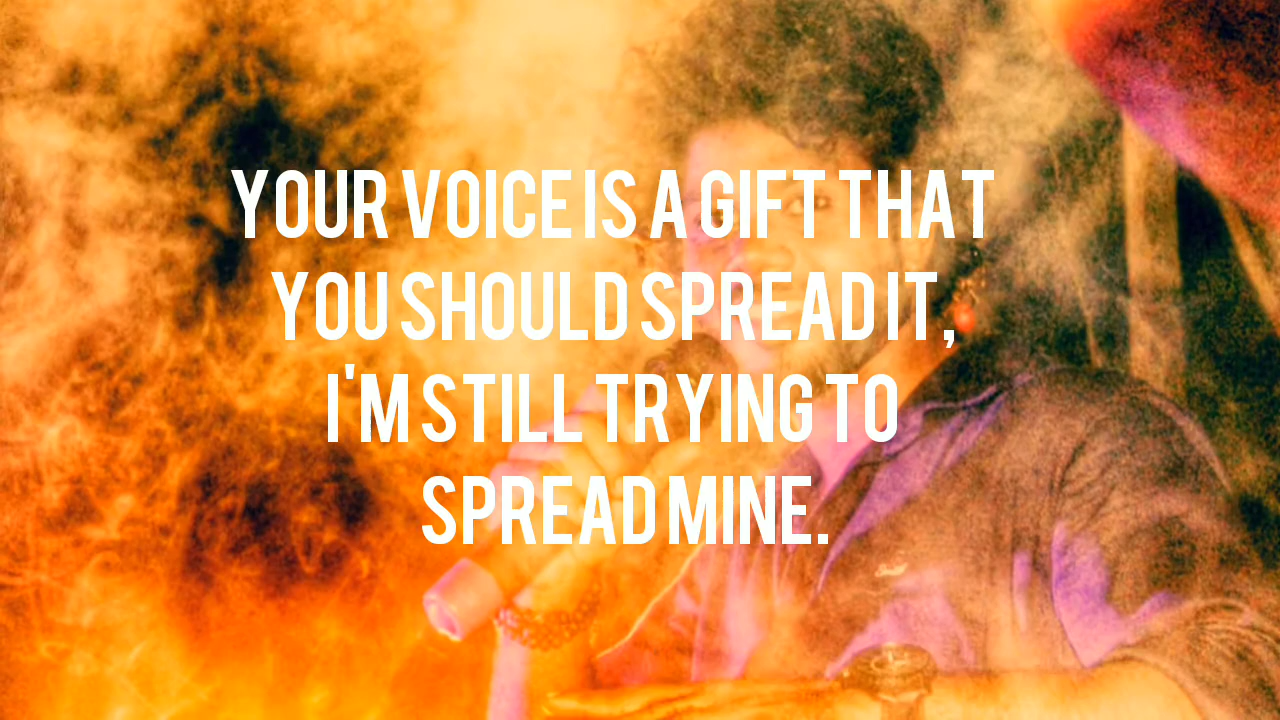 YOUR VOICE IS A GIFT THAT
YOU SHOULD SPREAD IT,
I'M STILL TRYING TO
SPREAD MINE.